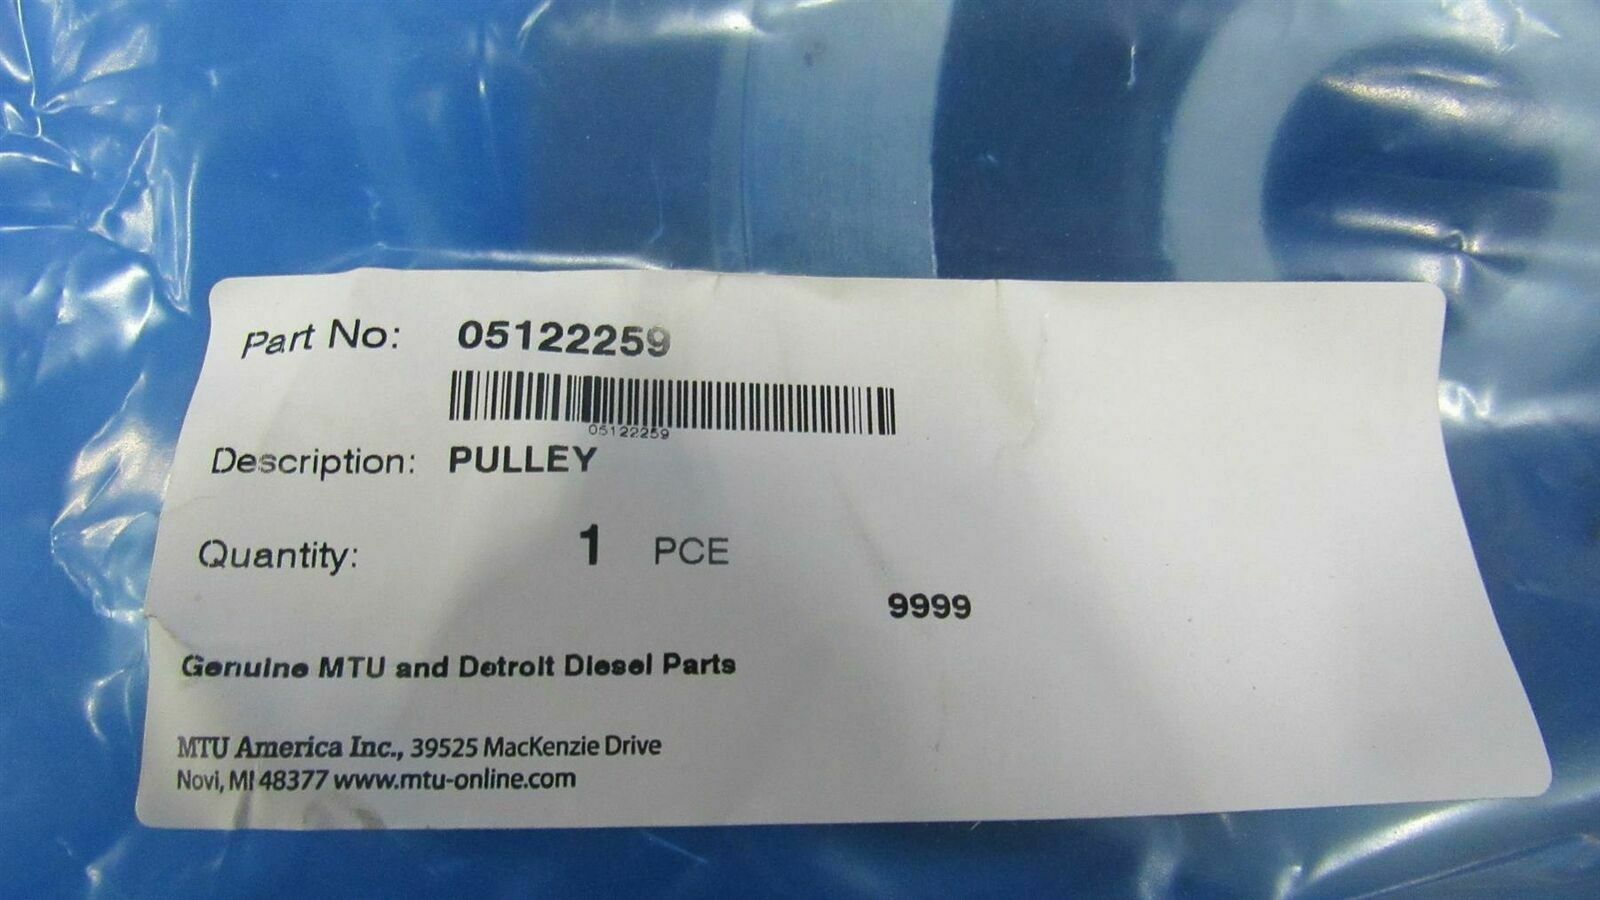 Part No: 05122259
05122259
Description: PULLEY
Quantity: 1 PCE
9999
Genuine MTU and Detroit Diesel Parts
MTU America Inc., 39525 MacKenzie Drive
Novi, MI 48377 www.mtu-online.com